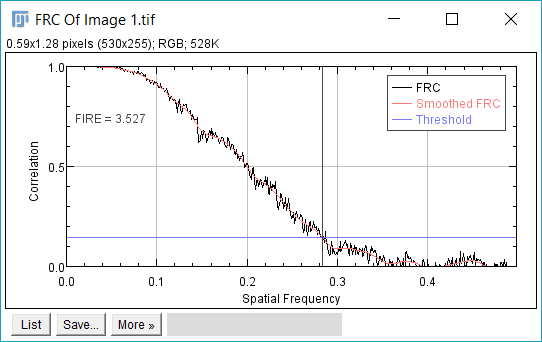 FRC Of Image 1.tif
0.59x1.28 pixels (530x255); RGB; 528K
1.0
FRC
Smoothed FRC
Threshold
FIRE = 3.527
Correlation
0.5
0.0
0.0 0.1 0.2 0.3 0.4
Spatial Frequency
List Save... More »